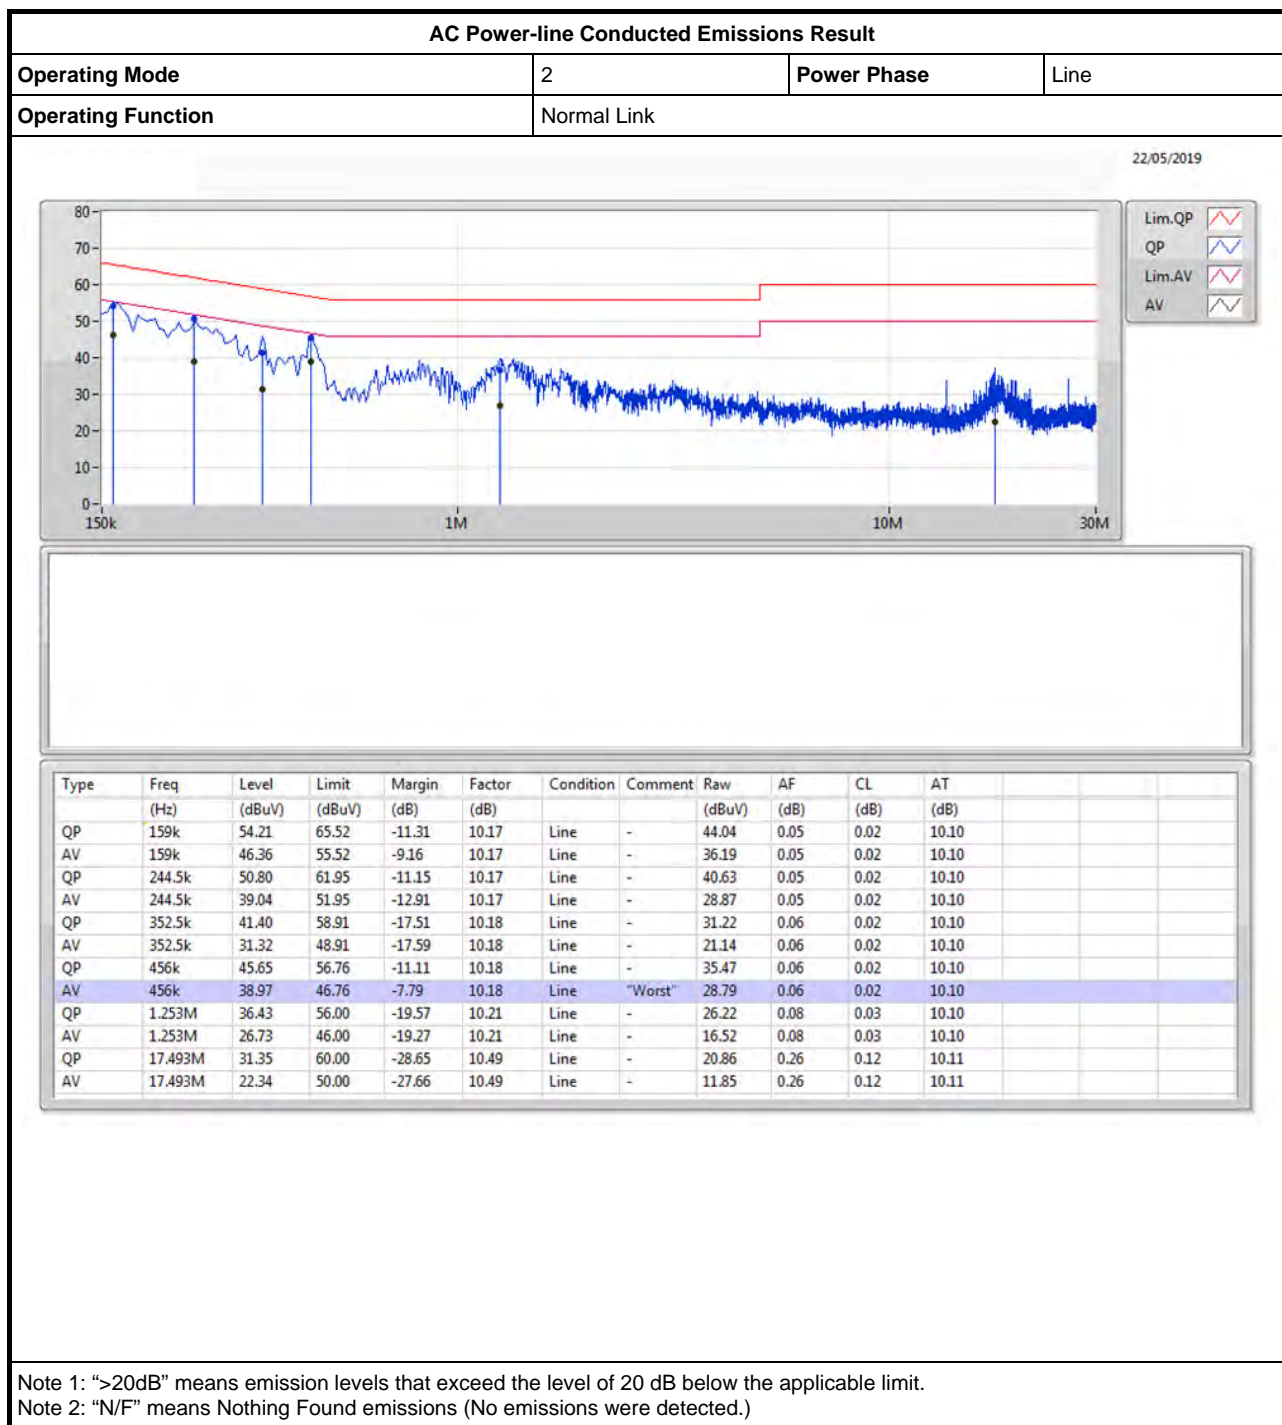 AC Power-line Conducted Emissions Result
Operating Mode 2 Power Phase Line
Operating Function Normal Link
22/05/2019
80
70
60
50
40
30
20
10
0
150k 1M 10M 30M
Lim.QP
QP
Lim.AV
AV
Type Freq Level Limit Margin Factor Condition Comment Raw AF CL AT
(Hz) (dBuV) (dBuV) (dB) (dB) (dBuV) (dB) (dB) (dB)
QP 159k 54.21 65.52 -11.31 10.17 Line - 44.04 0.05 0.02 10.10
AV 159k 46.36 55.52 -9.16 10.17 Line - 36.19 0.05 0.02 10.10
QP 244.5k 50.80 61.95 -11.15 10.17 Line - 40.63 0.05 0.02 10.10
AV 244.5k 39.04 51.95 -12.91 10.17 Line - 28.87 0.05 0.02 10.10
QP 352.5k 41.40 58.91 -17.51 10.18 Line - 31.22 0.06 0.02 10.10
AV 352.5k 31.32 48.91 -17.59 10.18 Line - 21.14 0.06 0.02 10.10
QP 456k 45.65 56.76 -11.11 10.18 Line - 35.47 0.06 0.02 10.10
AV 456k 38.97 46.76 -7.79 10.18 Line "Worst" 28.79 0.06 0.02 10.10
QP 1.253M 36.43 56.00 -19.57 10.21 Line - 26.22 0.08 0.03 10.10
AV 1.253M 26.73 46.00 -19.27 10.21 Line - 16.52 0.08 0.03 10.10
QP 17.493M 31.35 60.00 -28.65 10.49 Line - 20.86 0.26 0.12 10.11
AV 17.493M 22.34 50.00 -27.66 10.49 Line - 11.85 0.26 0.12 10.11
Note 1: “>20dB” means emission levels that exceed the level of 20 dB below the applicable limit.
Note 2: “N/F” means Nothing Found emissions (No emissions were detected.)